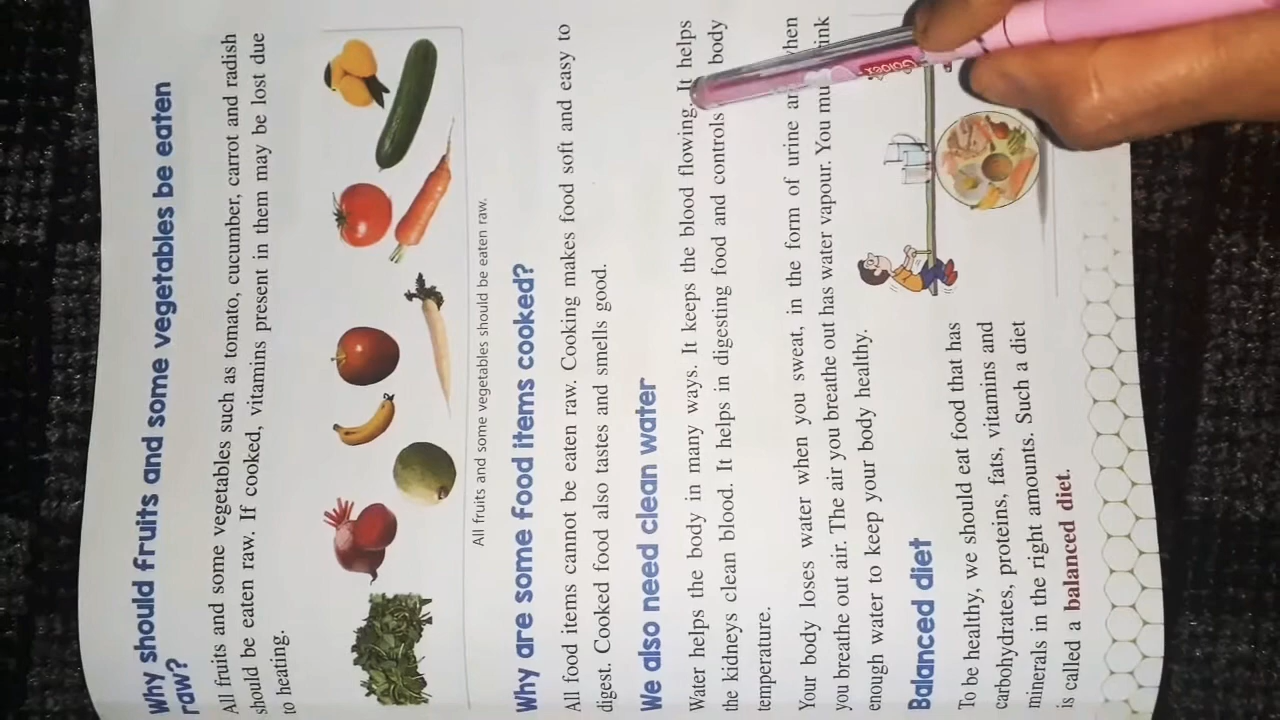 Why should fruits and some vegetables be eaten
raw?
All fruits and some vegetables such as tomato, cucumber, carrot and radish
should be eaten raw. If cooked, vitamins present in them may be lost due
to heating.
All fruits and some vegetables should be eaten raw.
Why are some food items cooked?
All food items cannot be eaten raw. Cooking makes food soft and easy to
digest. Cooked food also tastes and smells good.
We also need clean water
Water helps the body in many ways. It keeps the blood flowing. It helps
the kidneys clean blood. It helps in digesting food and controls body
temperature.
Your body loses water when you sweat, in the form of urine
you breathe out air. The air you breathe out has water vapour. You
enough water to keep your body healthy.
Balanced diet
To be healthy, we should eat food that has
carbohydrates, proteins, fats, vitamins and
minerals in the right amounts. Such a diet
is called a balanced diet.